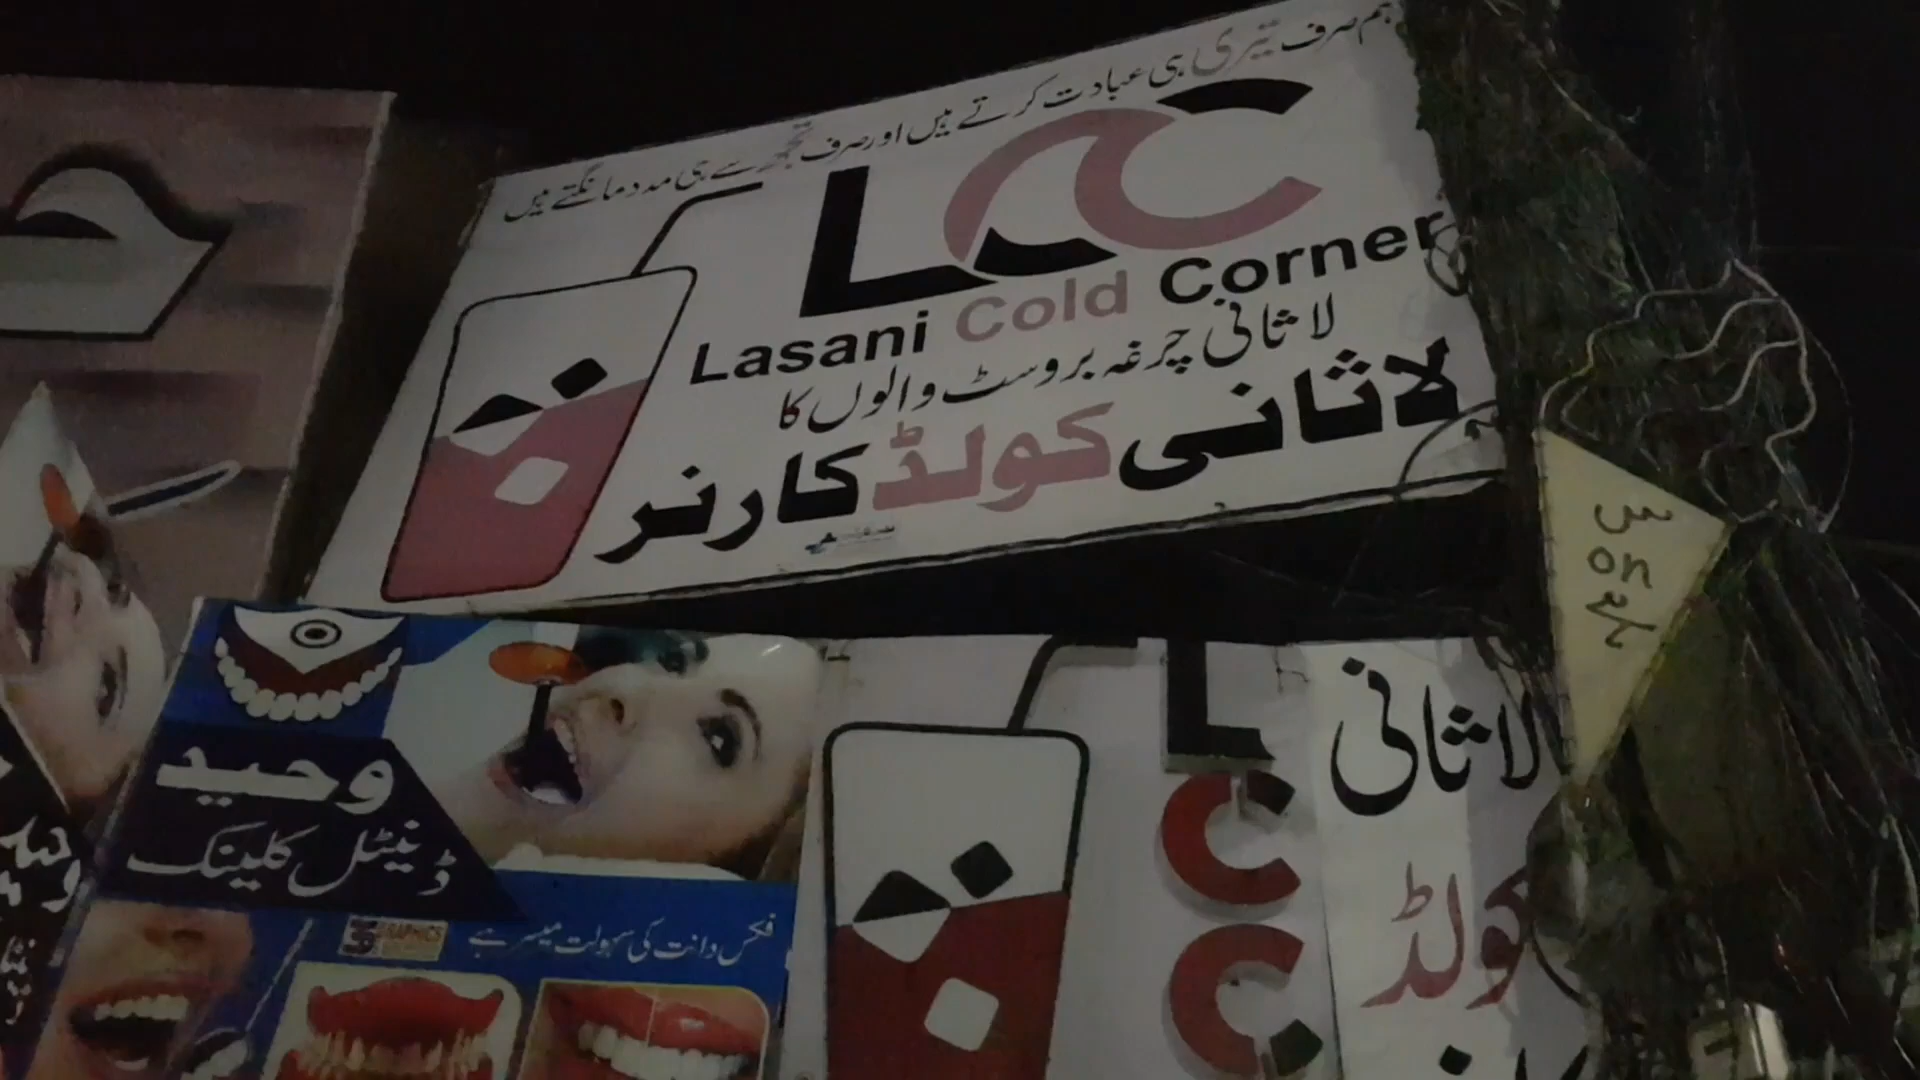 ہم صرف تیری ہی عبادت کرتے ہیں اور صرف تجھ سے ہی مدد مانگتے ہیں
LCC
Lasani Cold Corner
لاثانی چرغہ بروسٹ والوں کا
لاثانی کولڈ کارنر
وحید
ڈینٹل کلینک
فکس دانت کی سہولت میسر ہے
GRAPHICS
LCC
لاثانی
کولڈ